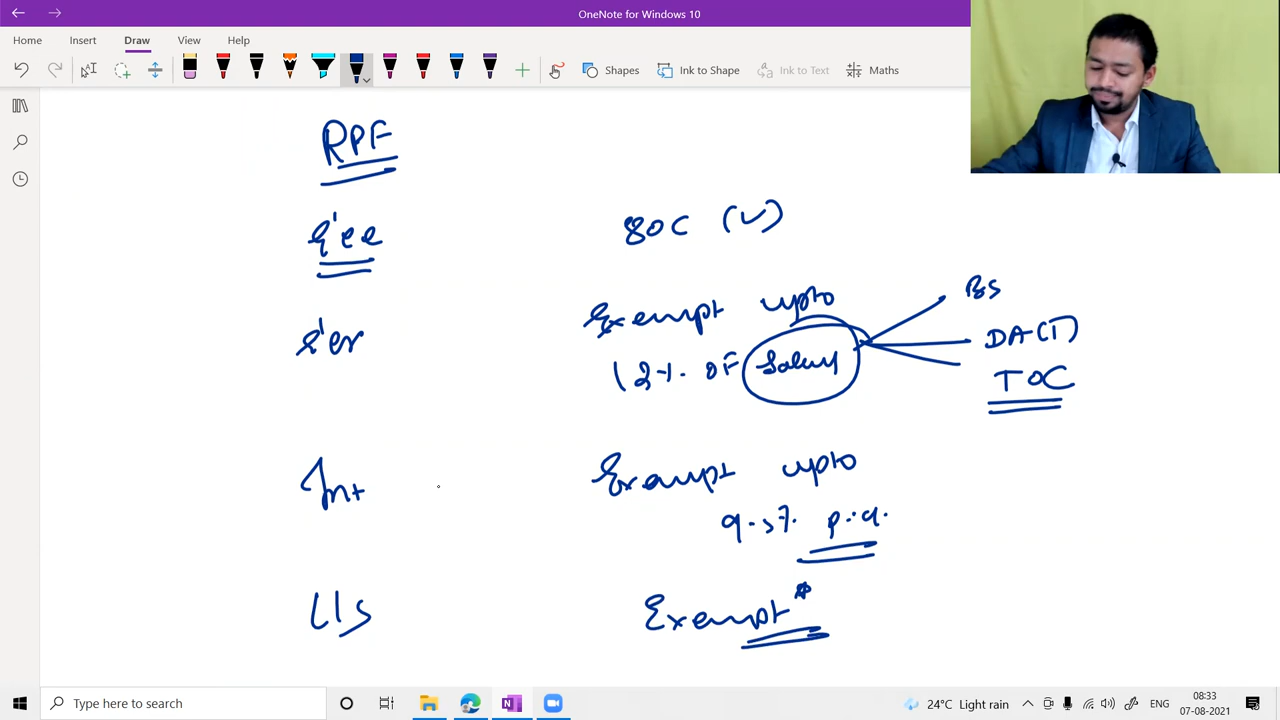 OneNote for Windows 10
Home Insert Draw View Help
Shapes Ink to Shape Ink to Text Maths
RPF
E'ee 80C (✓)
E'er Exempt upto
12%. OF Salary
BS
DA(T)
TOC
Int Exempt upto
9.5%. p.a.
LIS Exempt*
Type here to search
24°C Light rain ENG 08:33
07-08-2021